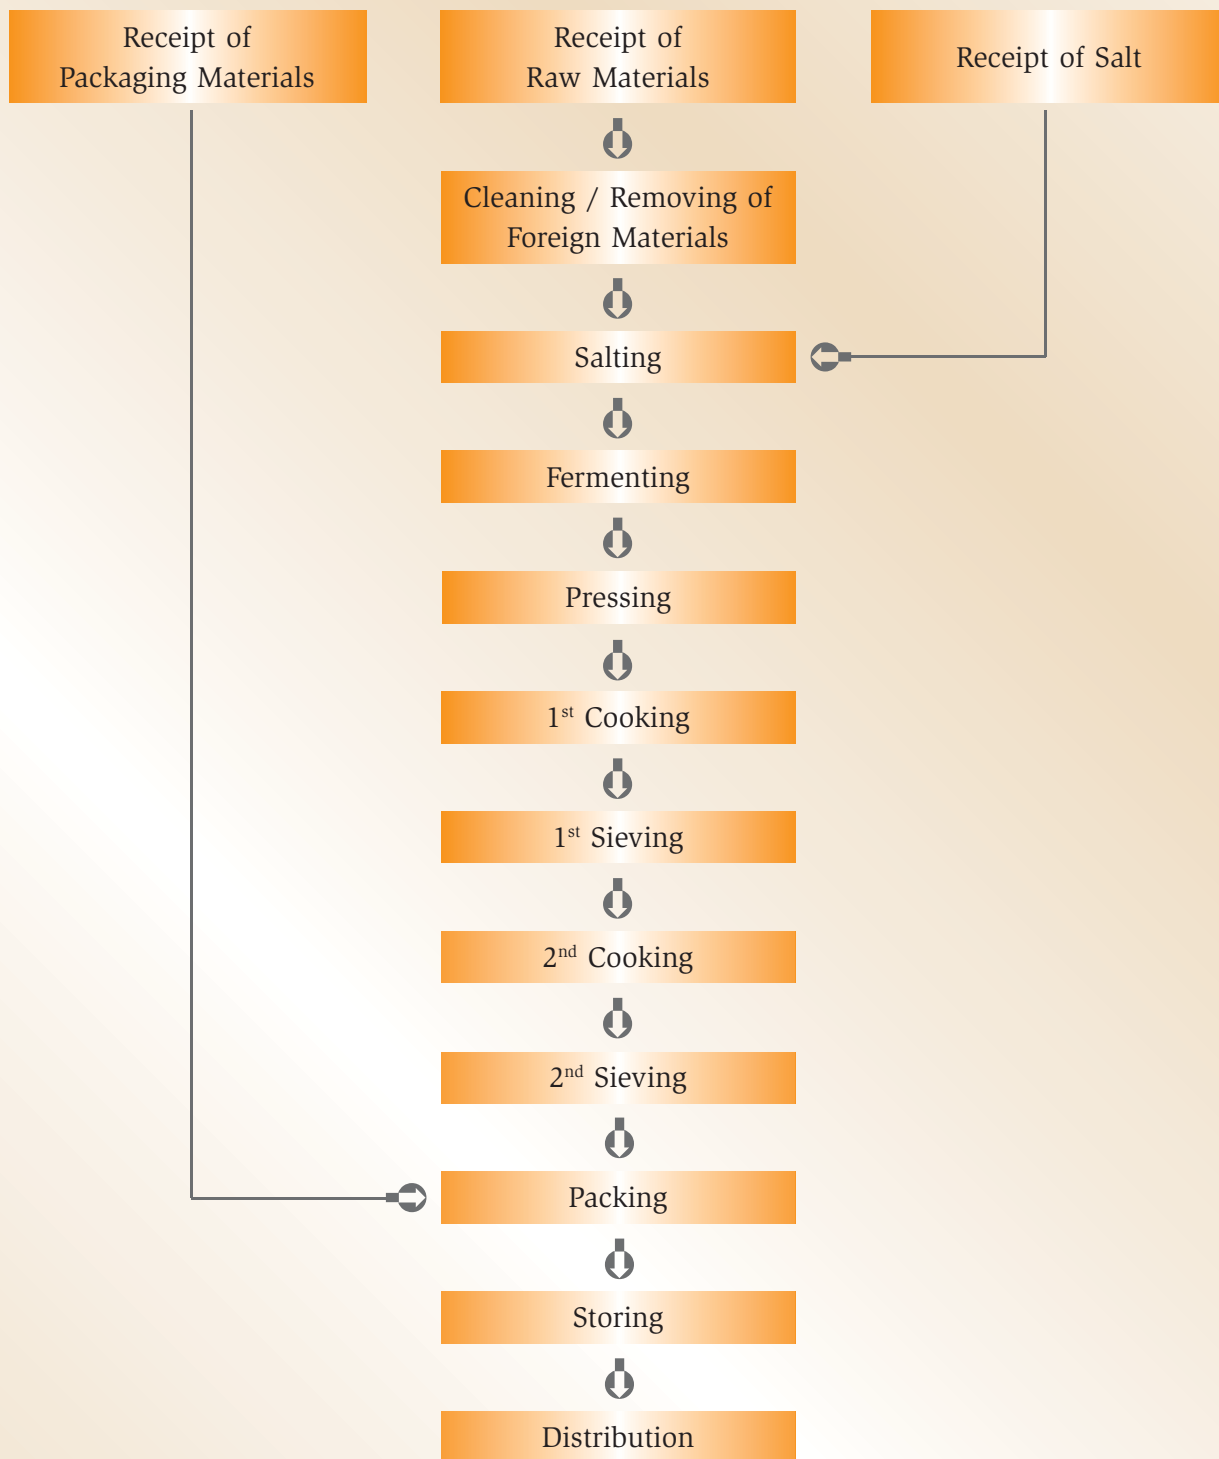 Receipt of
Packaging Materials
Receipt of
Raw Materials
Receipt of Salt
Cleaning / Removing of
Foreign Materials
Salting
Fermenting
Pressing
1st Cooking
1st Sieving
2nd Cooking
2nd Sieving
Packing
Storing
Distribution